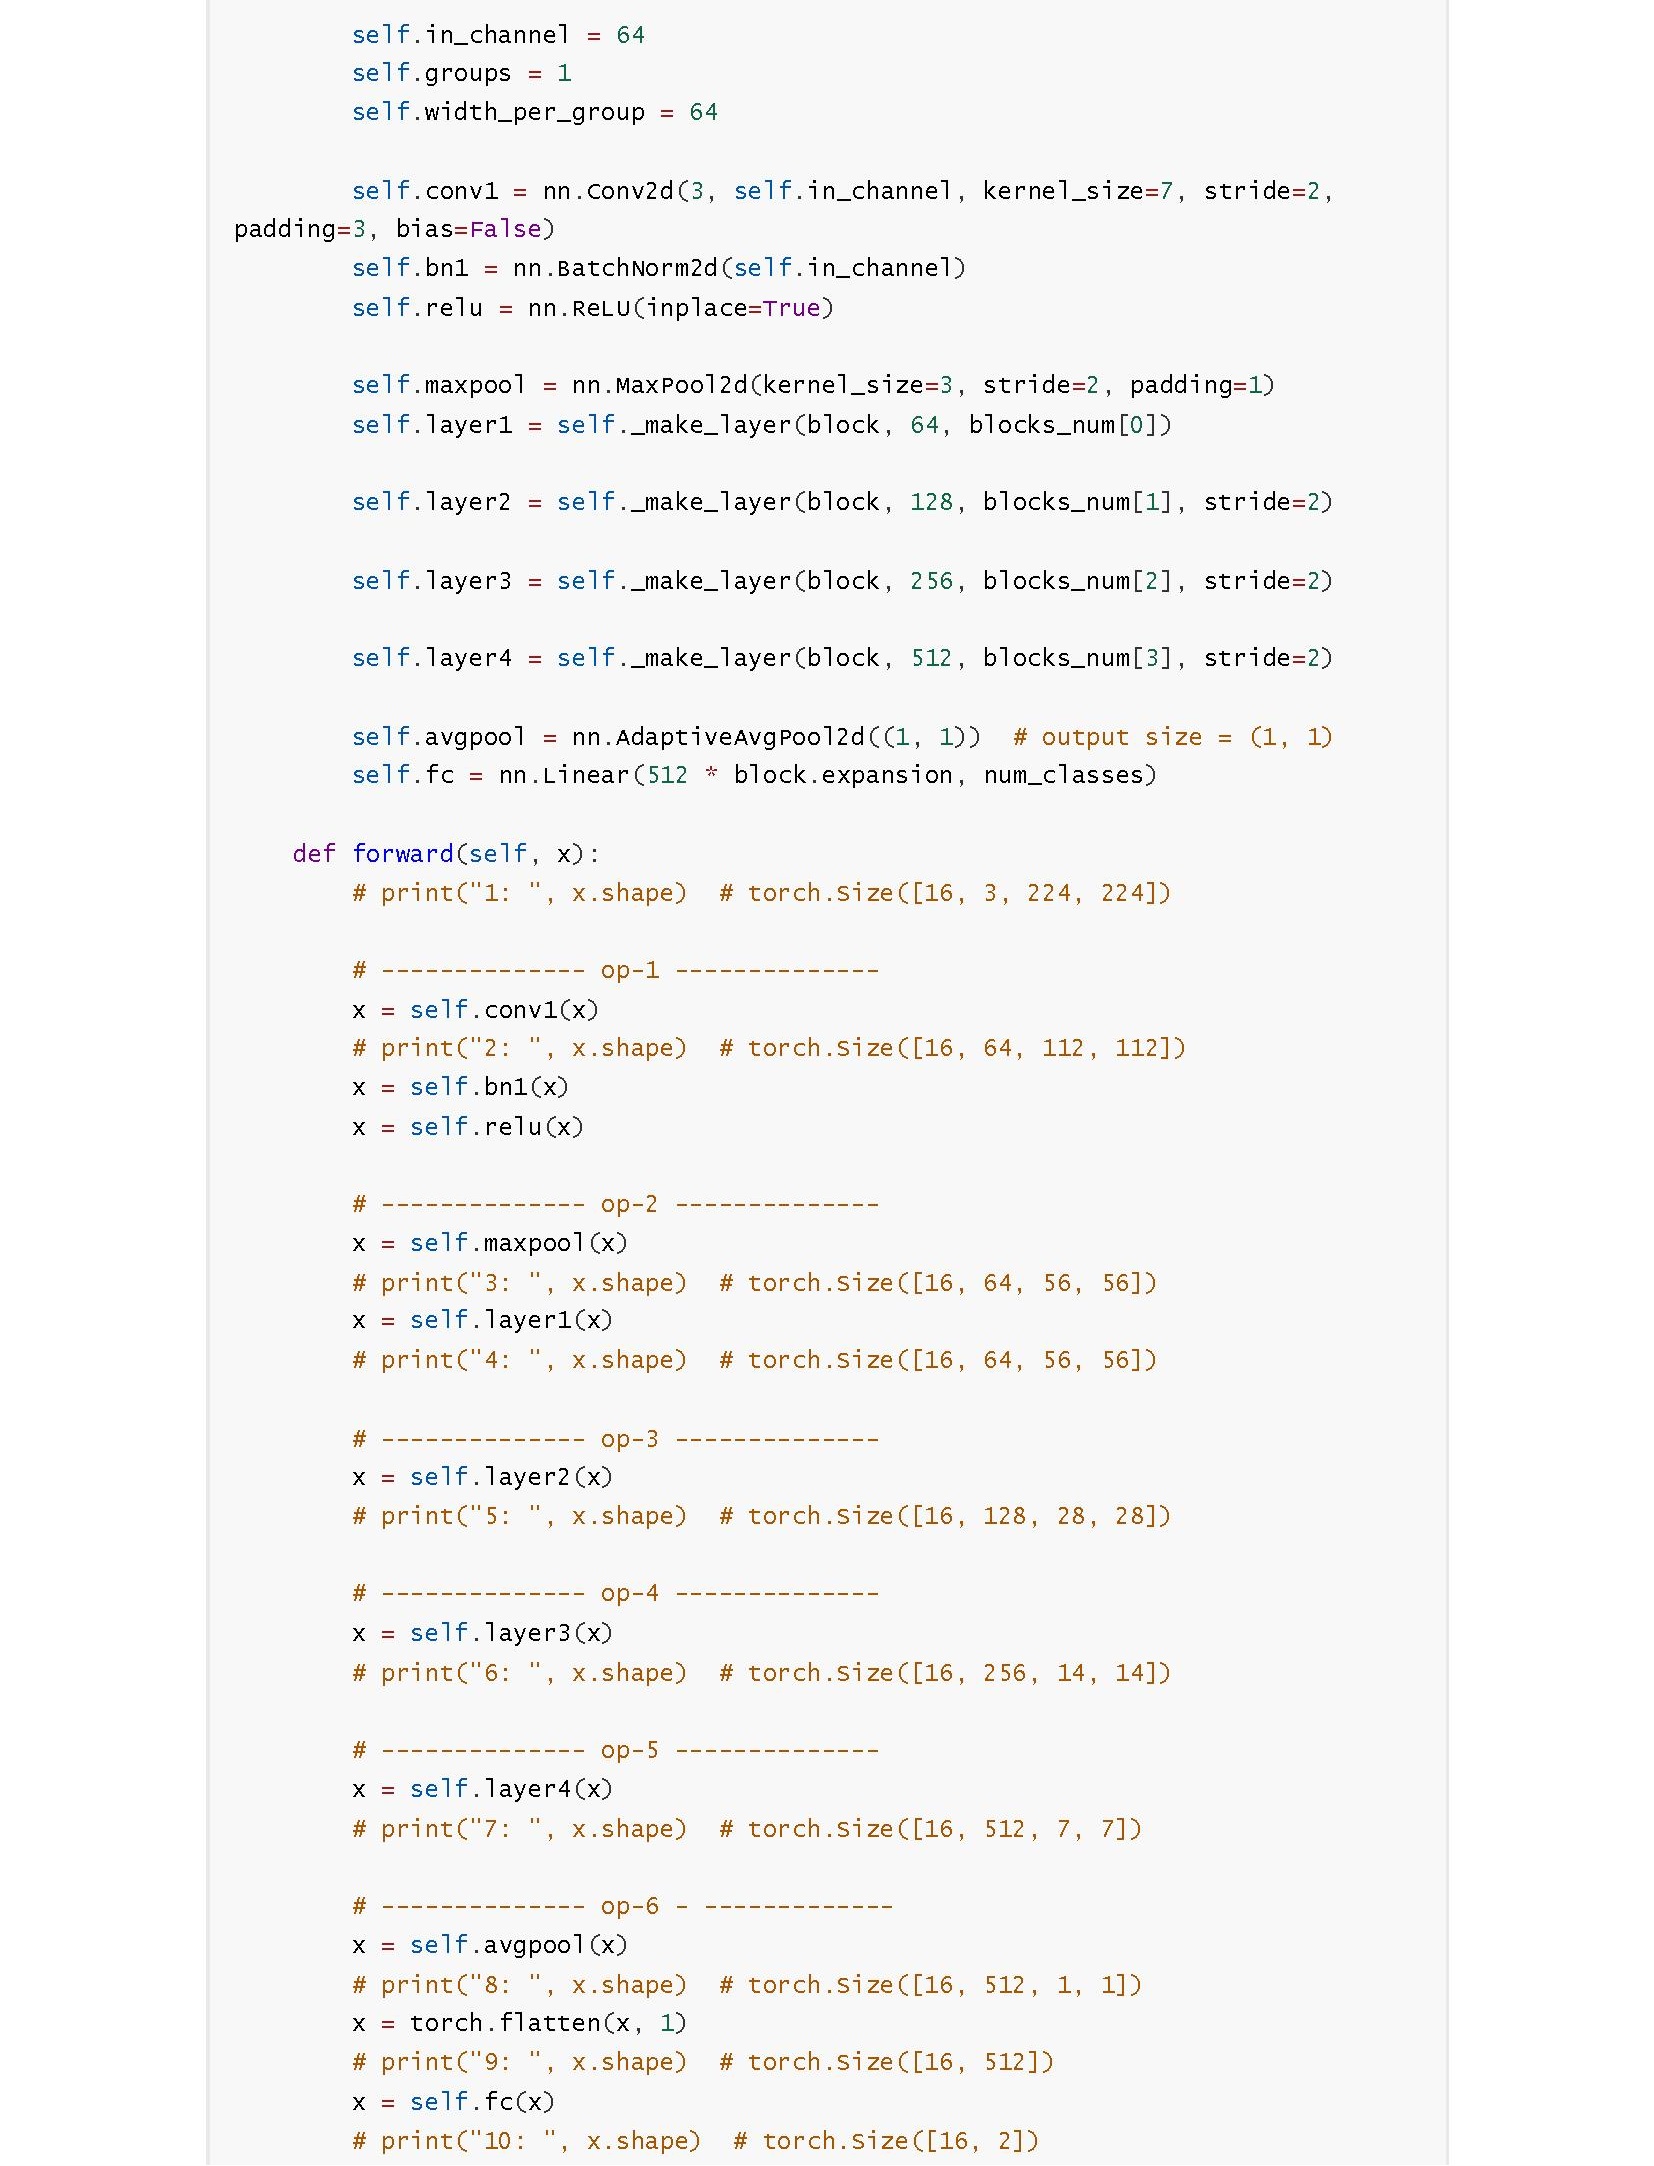 self.in_channel = 64
self.groups = 1
self.width_per_group = 64
self.conv1 = nn.Conv2d(3, self.in_channel, kernel_size=7, stride=2,
padding=3, bias=False)
self.bn1 = nn.BatchNorm2d(self.in_channel)
self.relu = nn.ReLU(inplace=True)
self.maxpool = nn.MaxPool2d(kernel_size=3, stride=2, padding=1)
self.layer1 = self._make_layer(block, 64, blocks_num[0])
self.layer2 = self._make_layer(block, 128, blocks_num[1], stride=2)
self.layer3 = self._make_layer(block, 256, blocks_num[2], stride=2)
self.layer4 = self._make_layer(block, 512, blocks_num[3], stride=2)
self.avgpool = nn.AdaptiveAvgPool2d((1, 1))  # output size = (1, 1)
self.fc = nn.Linear(512 * block.expansion, num_classes)
def forward(self, x):
# print("1: ", x.shape)  # torch.Size([16, 3, 224, 224])
# -------------- op-1 --------------
x = self.conv1(x)
# print("2: ", x.shape)  # torch.Size([16, 64, 112, 112])
x = self.bn1(x)
x = self.relu(x)
# -------------- op-2 --------------
x = self.maxpool(x)
# print("3: ", x.shape)  # torch.Size([16, 64, 56, 56])
x = self.layer1(x)
# print("4: ", x.shape)  # torch.Size([16, 64, 56, 56])
# -------------- op-3 --------------
x = self.layer2(x)
# print("5: ", x.shape)  # torch.Size([16, 128, 28, 28])
# -------------- op-4 --------------
x = self.layer3(x)
# print("6: ", x.shape)  # torch.Size([16, 256, 14, 14])
# -------------- op-5 --------------
x = self.layer4(x)
# print("7: ", x.shape)  # torch.Size([16, 512, 7, 7])
# -------------- op-6 - -------------
x = self.avgpool(x)
# print("8: ", x.shape)  # torch.Size([16, 512, 1, 1])
x = torch.flatten(x, 1)
# print("9: ", x.shape)  # torch.Size([16, 512])
x = self.fc(x)
# print("10: ", x.shape)  # torch.Size([16, 2])